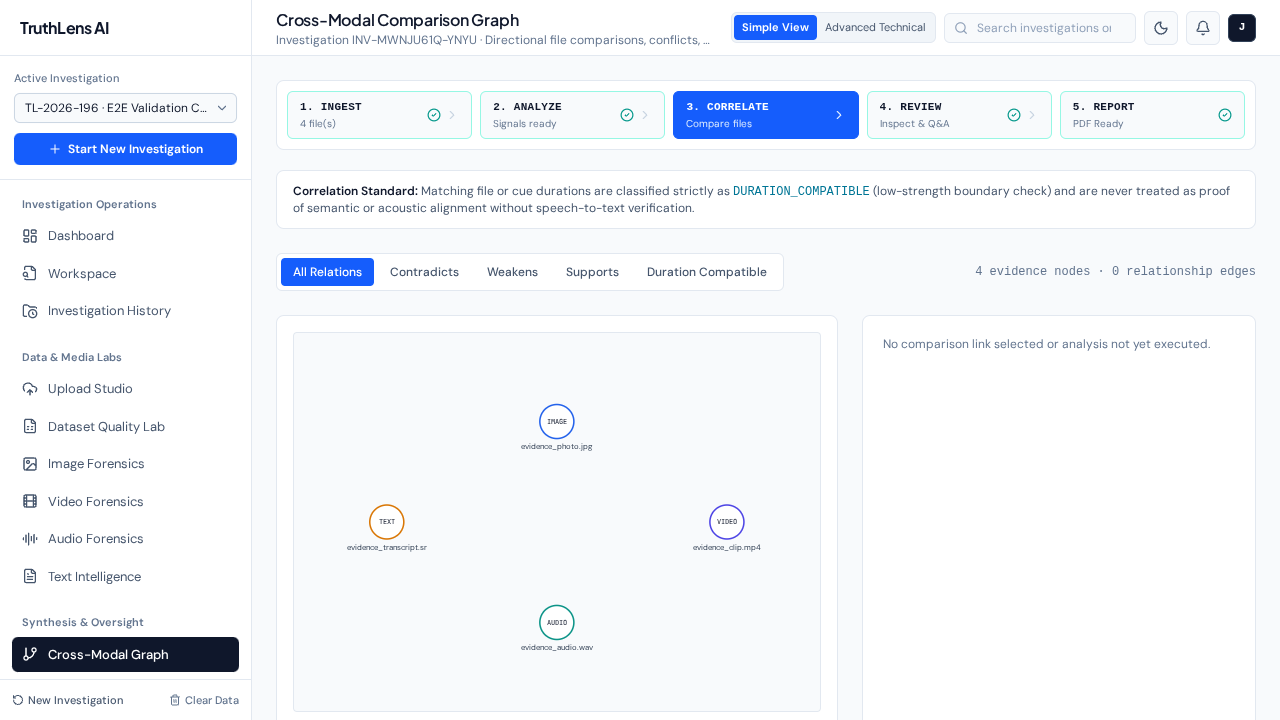 TruthLens AI
Active Investigation
TL-2026-196 · E2E Validation C...
Start New Investigation
Investigation Operations
Dashboard
Workspace
Investigation History
Data & Media Labs
Upload Studio
Dataset Quality Lab
Image Forensics
Video Forensics
Audio Forensics
Text Intelligence
Synthesis & Oversight
Cross-Modal Graph
New Investigation
Clear Data
Cross-Modal Comparison Graph
Investigation INV-MWNJU61Q-YNYU · Directional file comparisons, conflicts, ...
Simple View
Advanced Technical
Search investigations or
J
1. INGEST
4 file(s)
2. ANALYZE
Signals ready
3. CORRELATE
Compare files
4. REVIEW
Inspect & Q&A
5. REPORT
PDF Ready
Correlation Standard: Matching file or cue durations are classified strictly as DURATION_COMPATIBLE (low-strength boundary check) and are never treated as proof
of semantic or acoustic alignment without speech-to-text verification.
All Relations
Contradicts
Weakens
Supports
Duration Compatible
4 evidence nodes · 0 relationship edges
IMAGE
evidence_photo.jpg
TEXT
evidence_transcript.sr
VIDEO
evidence_clip.mp4
AUDIO
evidence_audio.wav
No comparison link selected or analysis not yet executed.